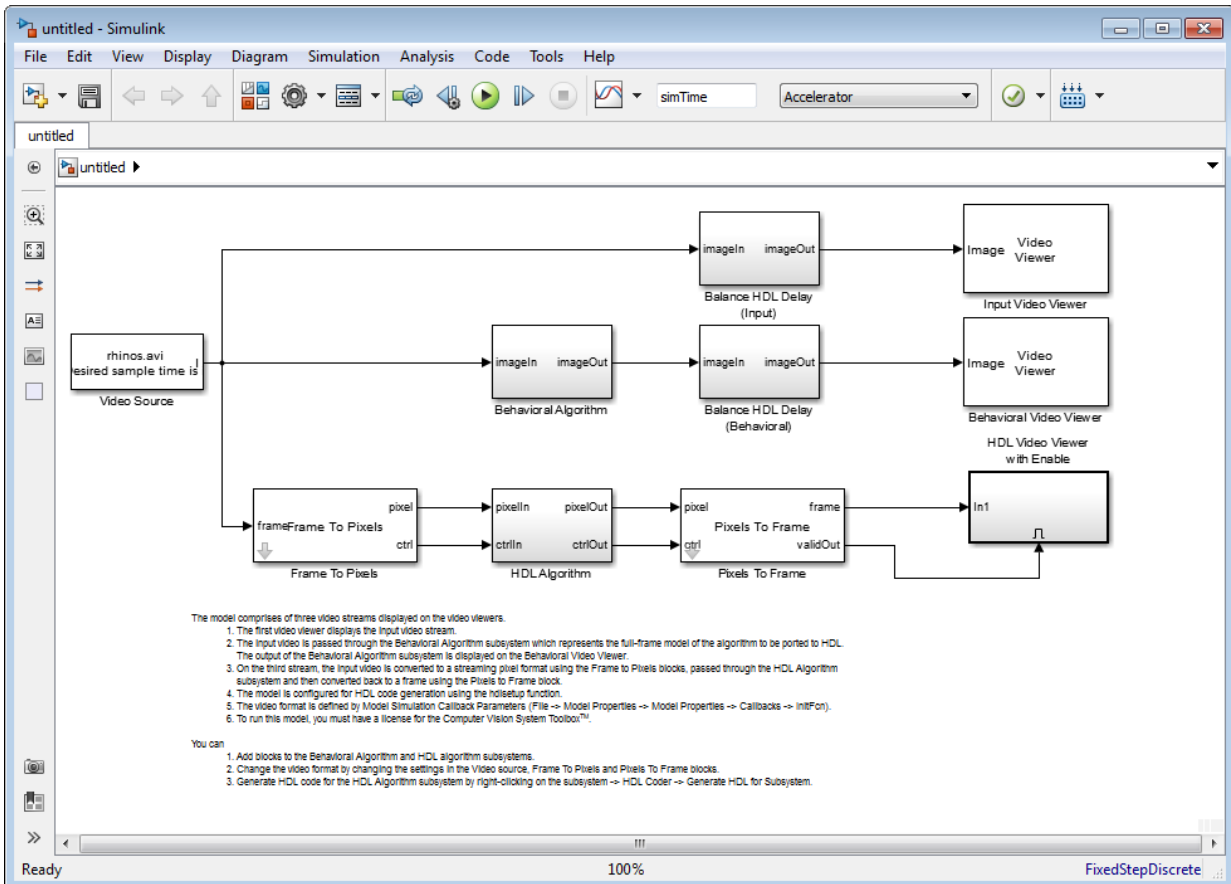 untitled - Simulink
File Edit View Display Diagram Simulation Analysis Code Tools Help
simTime Accelerator
untitled
untitled
imageIn imageOut
Balance HDL Delay
(Input)
Image Video
Viewer
Input Video Viewer
rhinos.avi
esired sample time is
I
Video Source
imageIn imageOut
Behavioral Algorithm
imageIn imageOut
Balance HDL Delay
(Behavioral)
Image Video
Viewer
Behavioral Video Viewer
HDL Video Viewer
with Enable
frame Frame To Pixels pixel
ctrl
Frame To Pixels
pixelIn pixelOut
ctrlIn ctrlOut
HDL Algorithm
pixel frame
Pixels To Frame
ctrl validOut
Pixels To Frame
In1
The model comprises of three video streams displayed on the video viewers.
1. The first video viewer displays the input video stream.
2. The input video is passed through the Behavioral Algorithm subsystem which represents the full-frame model of the algorithm to be ported to HDL.
The output of the Behavioral Algorithm subsystem is displayed on the Behavioral Video Viewer.
3. On the third stream, the input video is converted to a streaming pixel format using the Frame to Pixels blocks, passed through the HDL Algorithm
subsystem and then converted back to a frame using the Pixels to Frame block.
4. The model is configured for HDL code generation using the hdlsetup function.
5. The video format is defined by Model Simulation Callback Parameters (File -> Model Properties -> Model Properties -> Callbacks -> InitFcn).
6. To run this model, you must have a license for the Computer Vision System Toolbox™.
You can
1. Add blocks to the Behavioral Algorithm and HDL algorithm subsystems.
2. Change the video format by changing the settings in the Video source, Frame To Pixels and Pixels To Frame blocks.
3. Generate HDL code for the HDL Algorithm subsystem by right-clicking on the subsystem -> HDL Coder -> Generate HDL for Subsystem.
Ready 100% FixedStepDiscrete